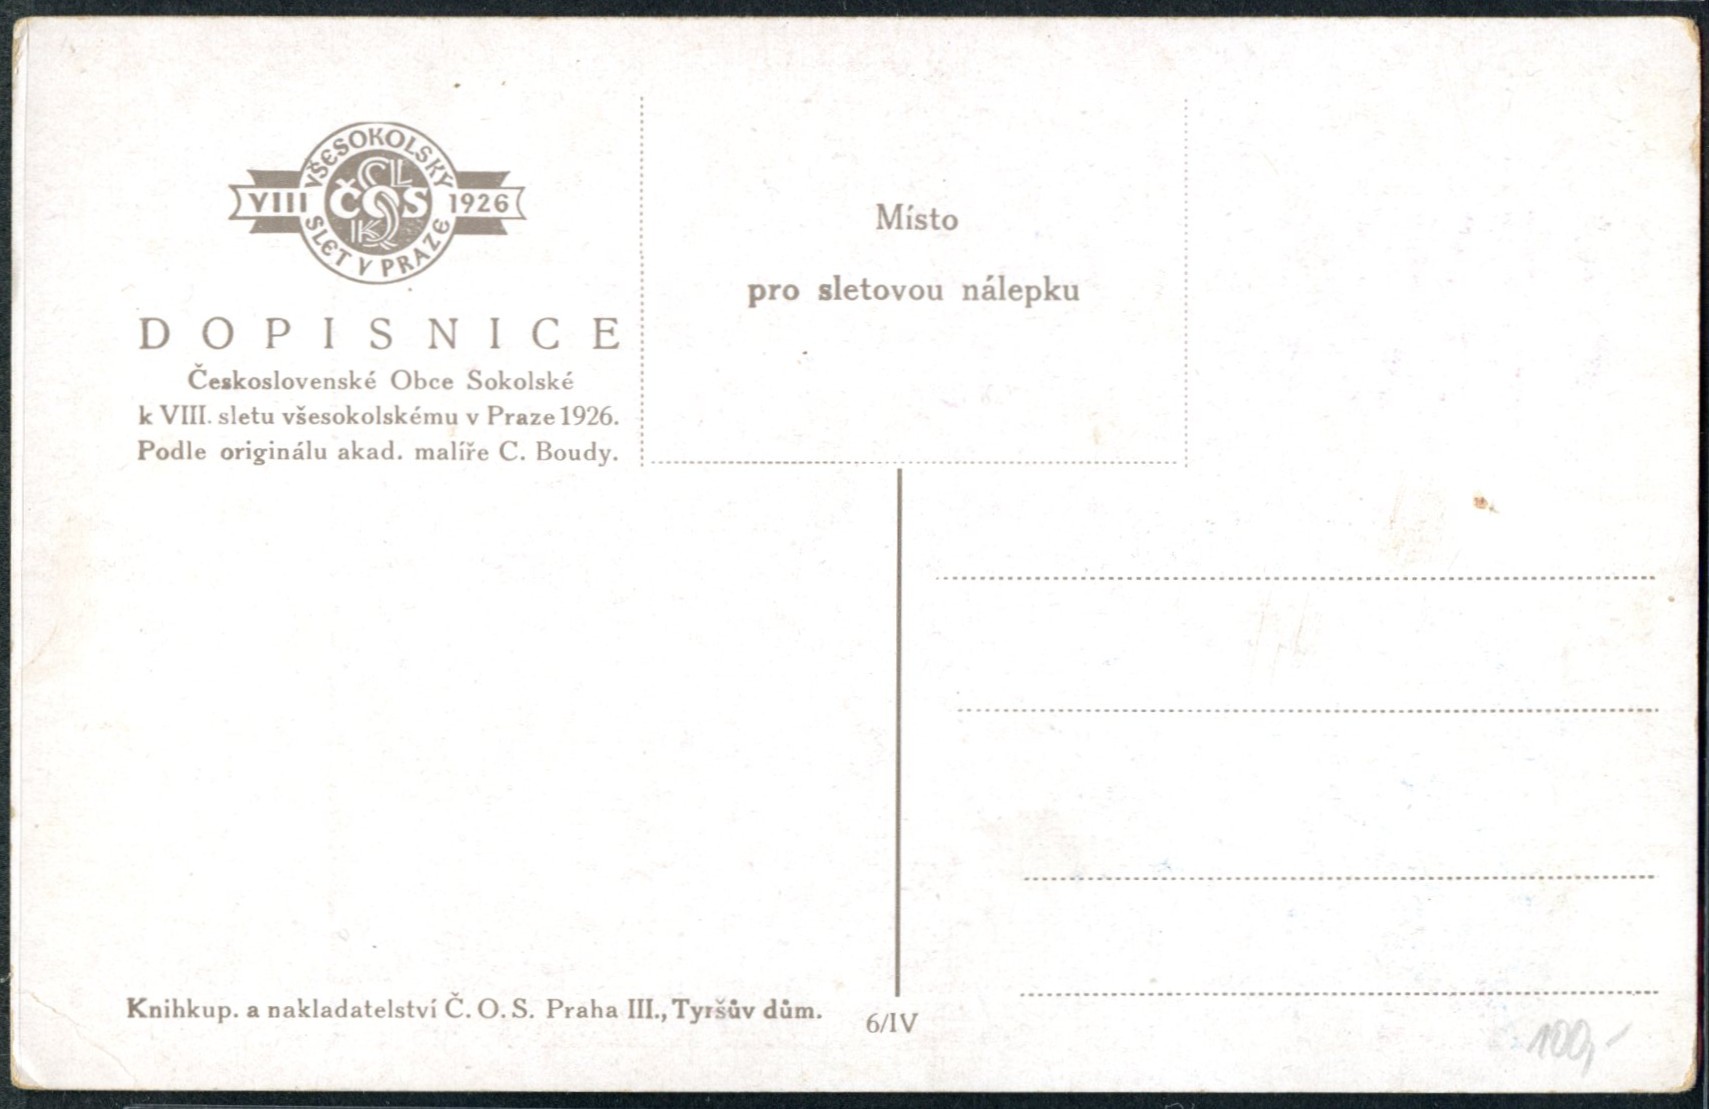 VŠESOKOLSKÝ
VIII ČOS 1926
SLET V PRAZE
DOPISNICE
Československé Obce Sokolské
k VIII. sletu všesokolskému v Praze 1926.
Podle originálu akad. malíře C. Boudy.
Místo
pro sletovou nálepku
Knihkup. a nakladatelství Č. O. S. Praha III., Tyršův dům.
6/IV
100,-